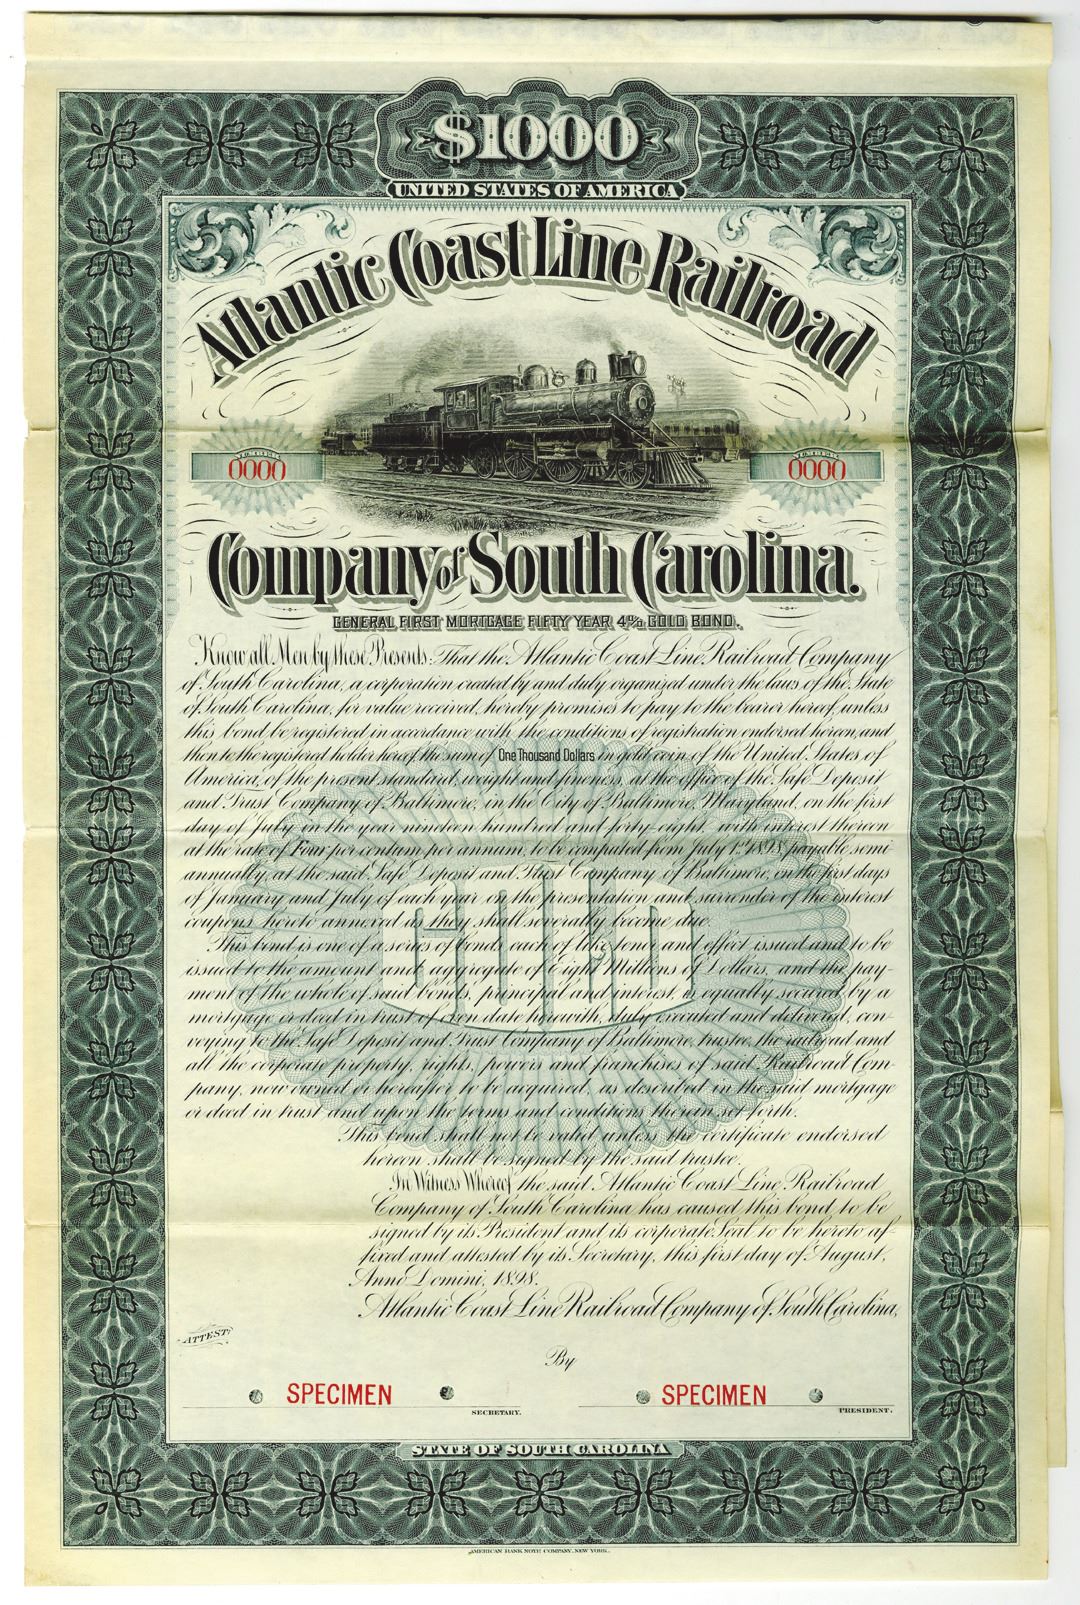 $1000
UNITED STATES OF AMERICA
Atlantic Coast Line Railroad
0000 0000
Company of South Carolina.
GENERAL FIRST MORTGAGE FIFTY YEAR 4% GOLD BOND.
Know all Men by these Presents: That the Atlantic Coast Line Railroad Company
of South Carolina, a corporation created by and duly organized under the laws of the State
of South Carolina, for value received, hereby promises to pay to the bearer hereof, unless
this bond be registered in accordance with the conditions of registration endorsed hereon, and
then to the registered holder hereof, the sum of One Thousand Dollars in gold coin of the United States of
America, of the present standard, weight and fineness, at the office of the Safe Deposit
and Trust Company of Baltimore, in the City of Baltimore, Maryland, on the first
day of July in the year nineteen hundred and forty-eight, with interest thereon
at the rate of Four per centum per annum, to be computed from July 1st 1898, payable semi
annually, at the said Safe Deposit and Trust Company of Baltimore, on the first days
of January and July of each year on the presentation and surrender of the interest
coupons hereto annexed as they shall severally become due.
GOLD
This bond is one of a series of bonds each of like tenor and effect issued and to be
issued to the amount and aggregate of Eight Millions of Dollars, and the pay-
ment of the whole of said bonds, principal and interest, is equally secured by a
mortgage or deed in trust of even date herewith, duly executed and delivered, con-
veying to the Safe Deposit and Trust Company of Baltimore, trustee, the railroad and
all the corporate property, rights, powers and franchises of said Railroad Com-
pany, now owned or hereafter to be acquired, as described in the said mortgage
or deed in trust and upon the terms and conditions therein set forth.
This bond shall not be valid unless the certificate endorsed
hereon shall be signed by the said trustee.
In Witness Whereof the said Atlantic Coast Line Railroad
Company of South Carolina has caused this bond to be
signed by its President and its corporate Seal to be hereto af-
fixed and attested by its Secretary, this first day of August,
Anno Domini, 1898.
Atlantic Coast Line Railroad Company of South Carolina,
ATTEST:
By
SPECIMEN SPECIMEN
SECRETARY. PRESIDENT.
STATE OF SOUTH CAROLINA
AMERICAN BANK NOTE COMPANY, NEW YORK.